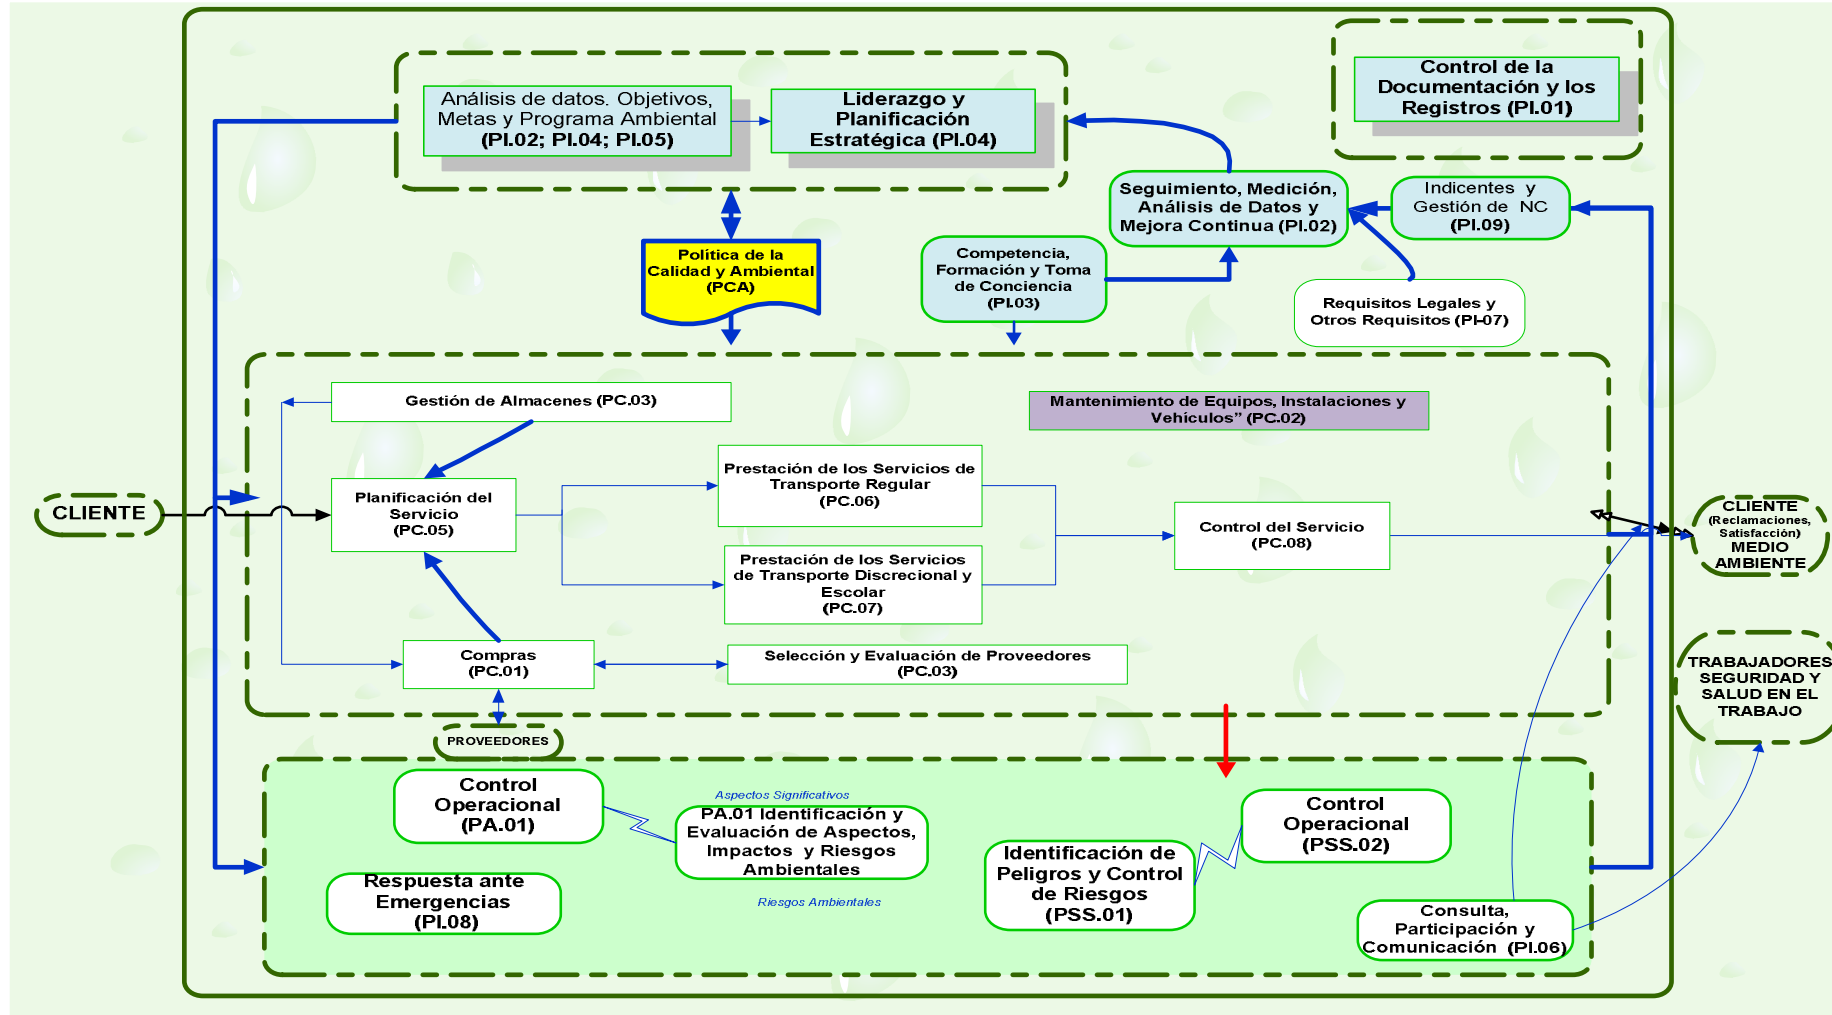 Análisis de datos. Objetivos,
Metas y Programa Ambiental
(PI.02; PI.04; PI.05)
Liderazgo y
Planificación
Estratégica (PI.04)
Control de la
Documentación y los
Registros (PI.01)
Seguimiento, Medición,
Análisis de Datos y
Mejora Continua (PI.02)
Indicentes y
Gestión de NC
(PI.09)
Política de la
Calidad y Ambiental
(PCA)
Competencia,
Formación y Toma
de Conciencia
(PI.03)
Requisitos Legales y
Otros Requisitos (PI-07)
Gestión de Almacenes (PC.03)
Mantenimiento de Equipos, Instalaciones y
Vehículos” (PC.02)
CLIENTE
Planificación del
Servicio
(PC.05)
Prestación de los Servicios de
Transporte Regular
(PC.06)
Prestación de los Servicios
de Transporte Discrecional y
Escolar
(PC.07)
Control del Servicio
(PC.08)
CLIENTE
(Reclamaciones,
Satisfacción)
MEDIO
AMBIENTE
Compras
(PC.01)
Selección y Evaluación de Proveedores
(PC.03)
TRABAJADORES
SEGURIDAD Y
SALUD EN EL
TRABAJO
PROVEEDORES
Control
Operacional
(PA.01)
Aspectos Significativos
PA.01 Identificación y
Evaluación de Aspectos,
Impactos y Riesgos
Ambientales
Riesgos Ambientales
Respuesta ante
Emergencias
(PI.08)
Control
Operacional
(PSS.02)
Identificación de
Peligros y Control
de Riesgos
(PSS.01)
Consulta,
Participación y
Comunicación (PI.06)